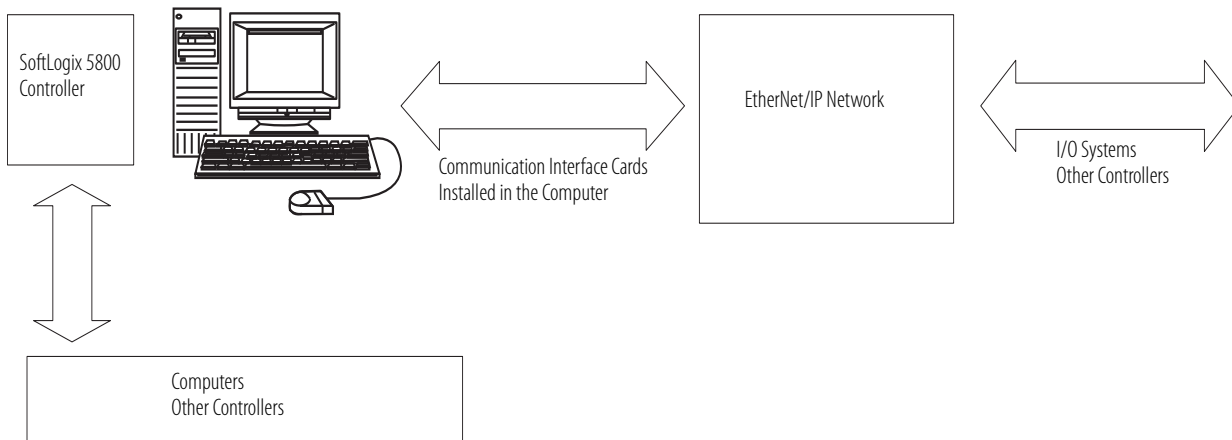 SoftLogix 5800
Controller
EtherNet/IP Network
Communication Interface Cards
Installed in the Computer
I/O Systems
Other Controllers
Computers
Other Controllers